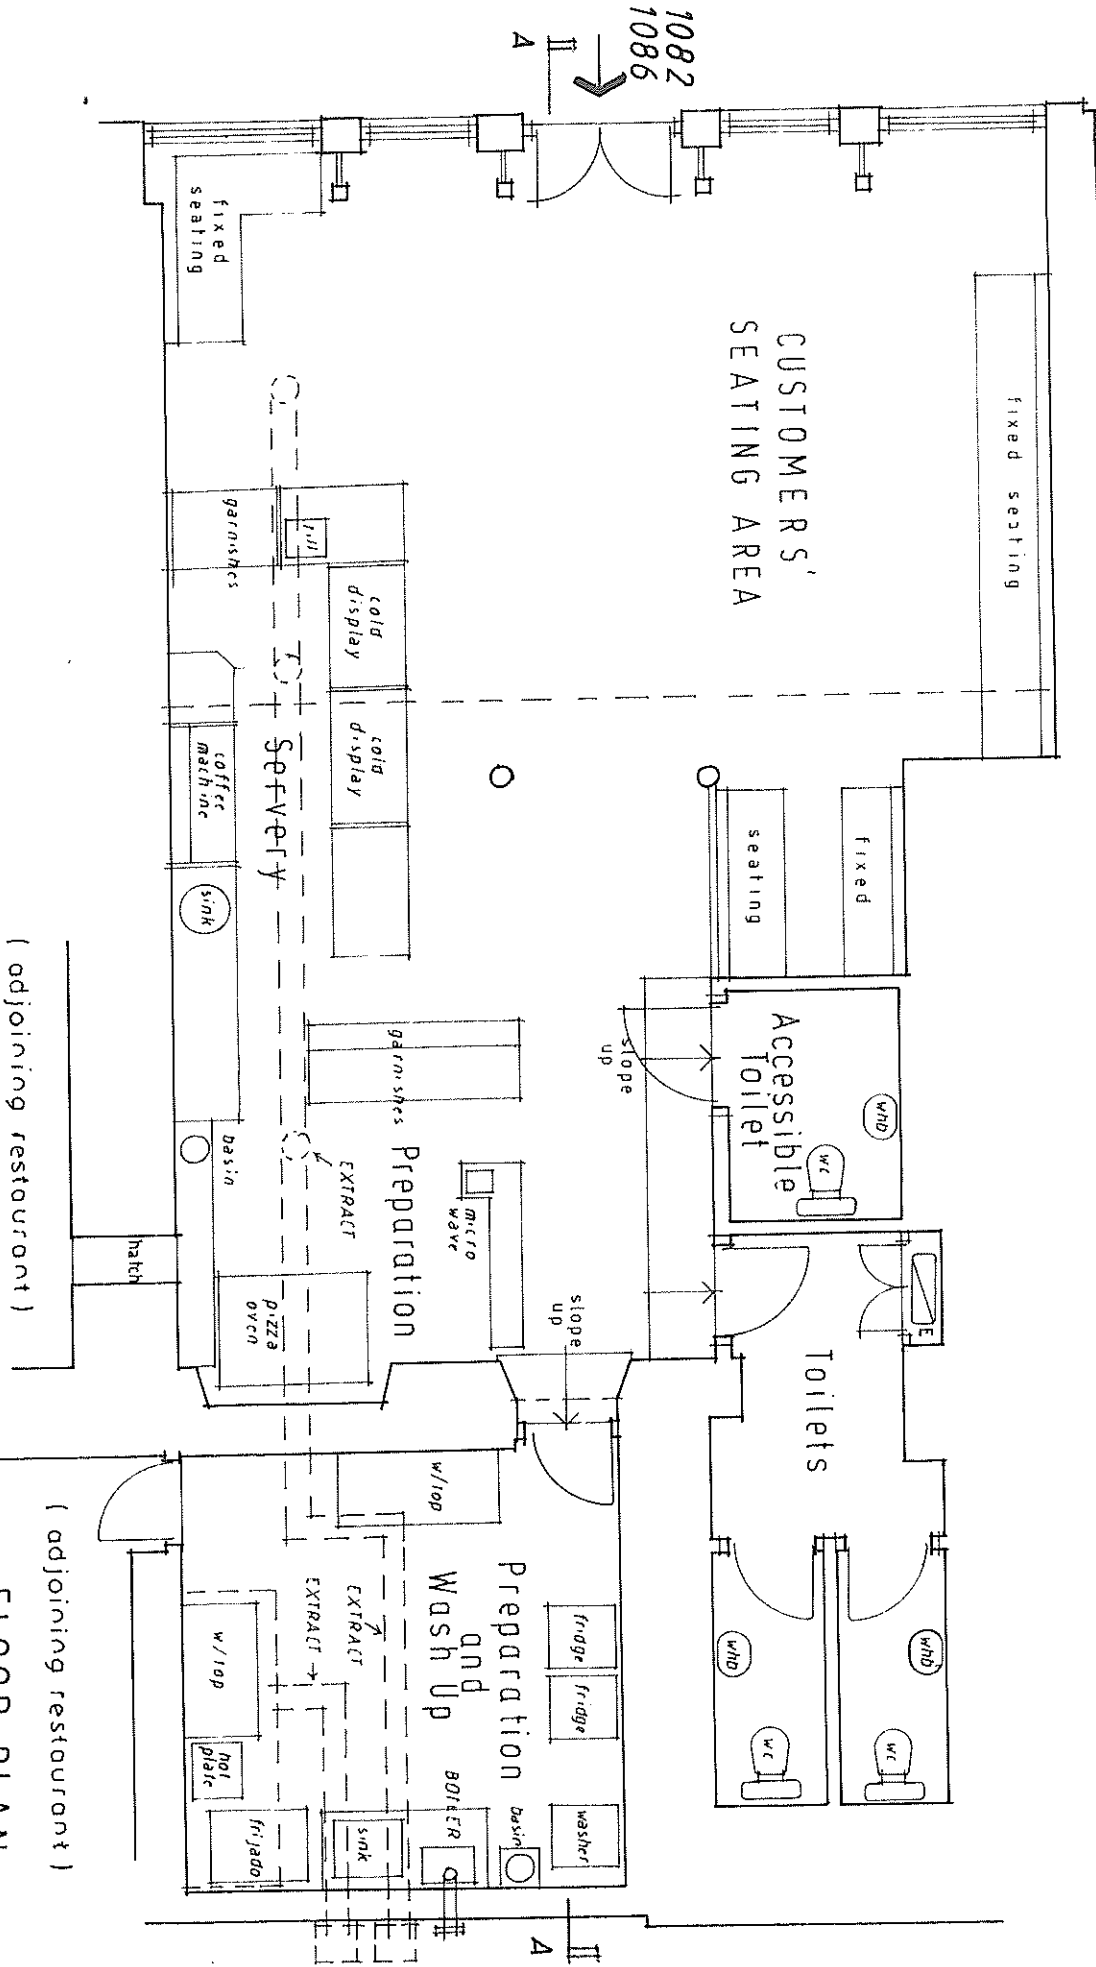 1082
1086
A
fixed
seating
CUSTOMERS'
SEATING AREA
fixed seating
garnishes
till
cold
display
cold
display
coffee
machine
Servery
sink
seating
fixed
garnishes
basin
EXTRACT
Preparation
micro
wave
slope
up
Accessible
Toilet
whb
wc
hatch
pizza
oven
slope
up
E
Toilets
(adjoining restaurant)
w/top
Preparation
and
Wash Up
EXTRACT
EXTRACT
fridge
fridge
w/top
hot
plate
frijado
sink
BOILER
basin
washer
whb
whb
wc
wc
A
(adjoining restaurant)
FLOOR PLAN